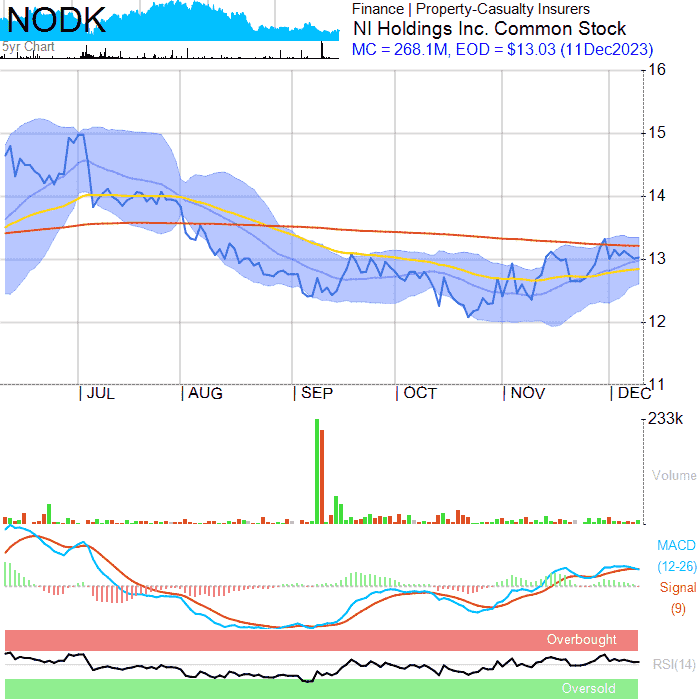 NODK
5yr Chart
Finance | Property-Casualty Insurers
NI Holdings Inc. Common Stock
MC = 268.1M, EOD = $13.03 (11Dec2023)
16
15
14
13
12
11
JUL
AUG
SEP
OCT
NOV
DEC
233k
Volume
MACD
(12-26)
Signal
(9)
Overbought
RSI(14)
Oversold